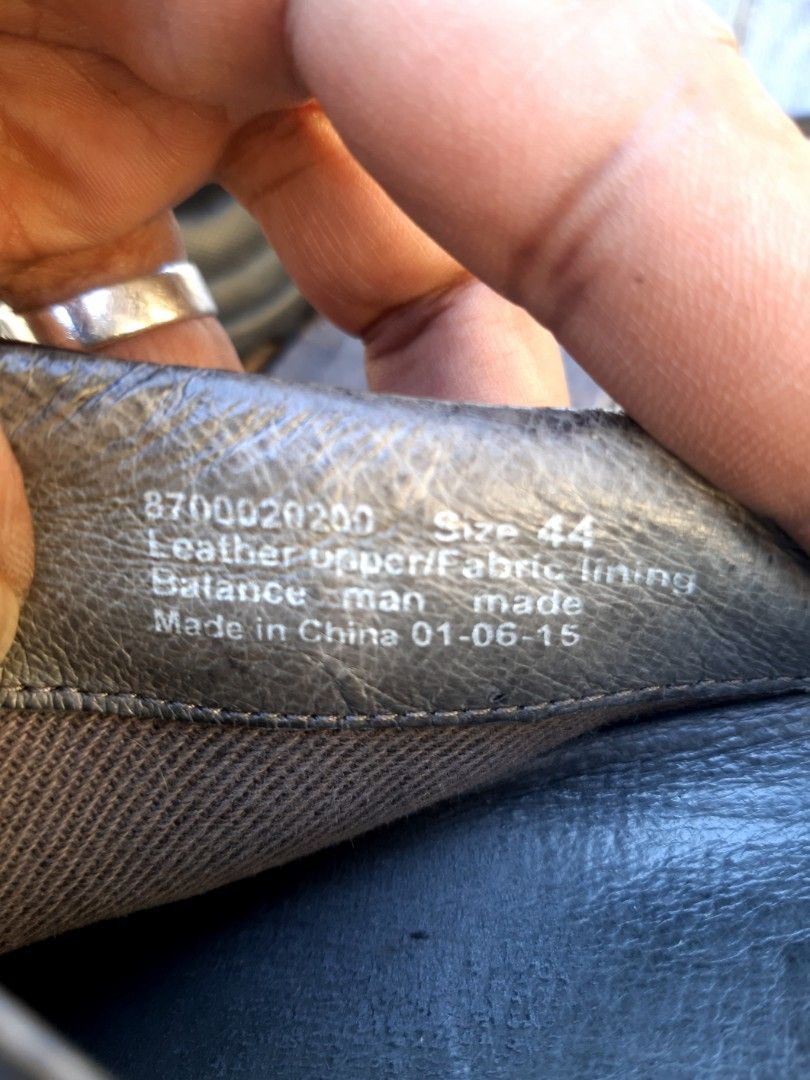 8700020200 Size 44
Leather upper/Fabric lining
Balance man made
Made in China 01-06-15